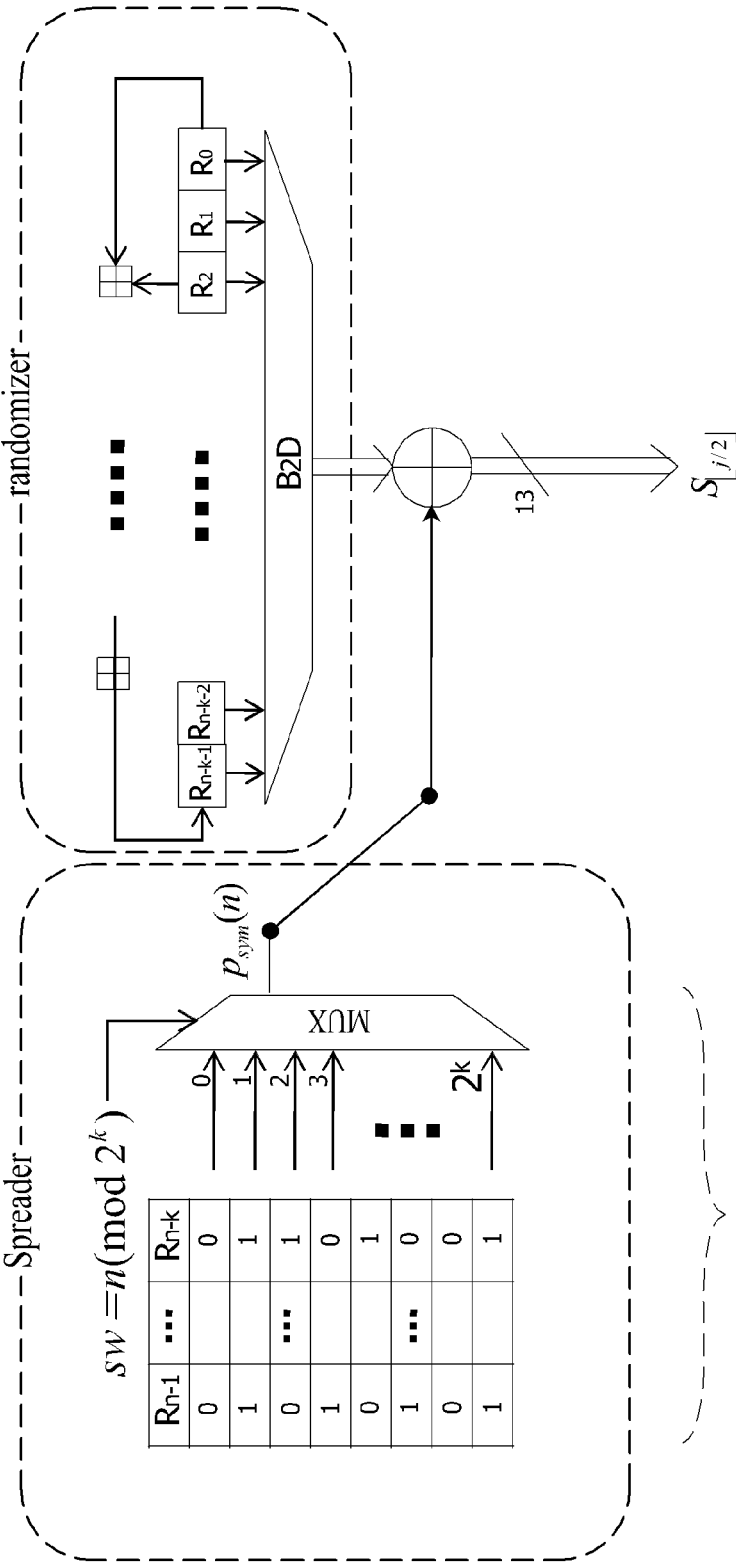 Spreader
sw = n(mod 2^k)
Rn-1 ... Rn-k
0 0
1 1
0 ... 1
1 0
0 1
1 ... 0
0 0
1 1
0
1
2
3
2^k
MUX
p_sym(n)
randomizer
Rn-k-1 Rn-k-2 R2 R1 R0
B2D
13
S⌊j/2⌋